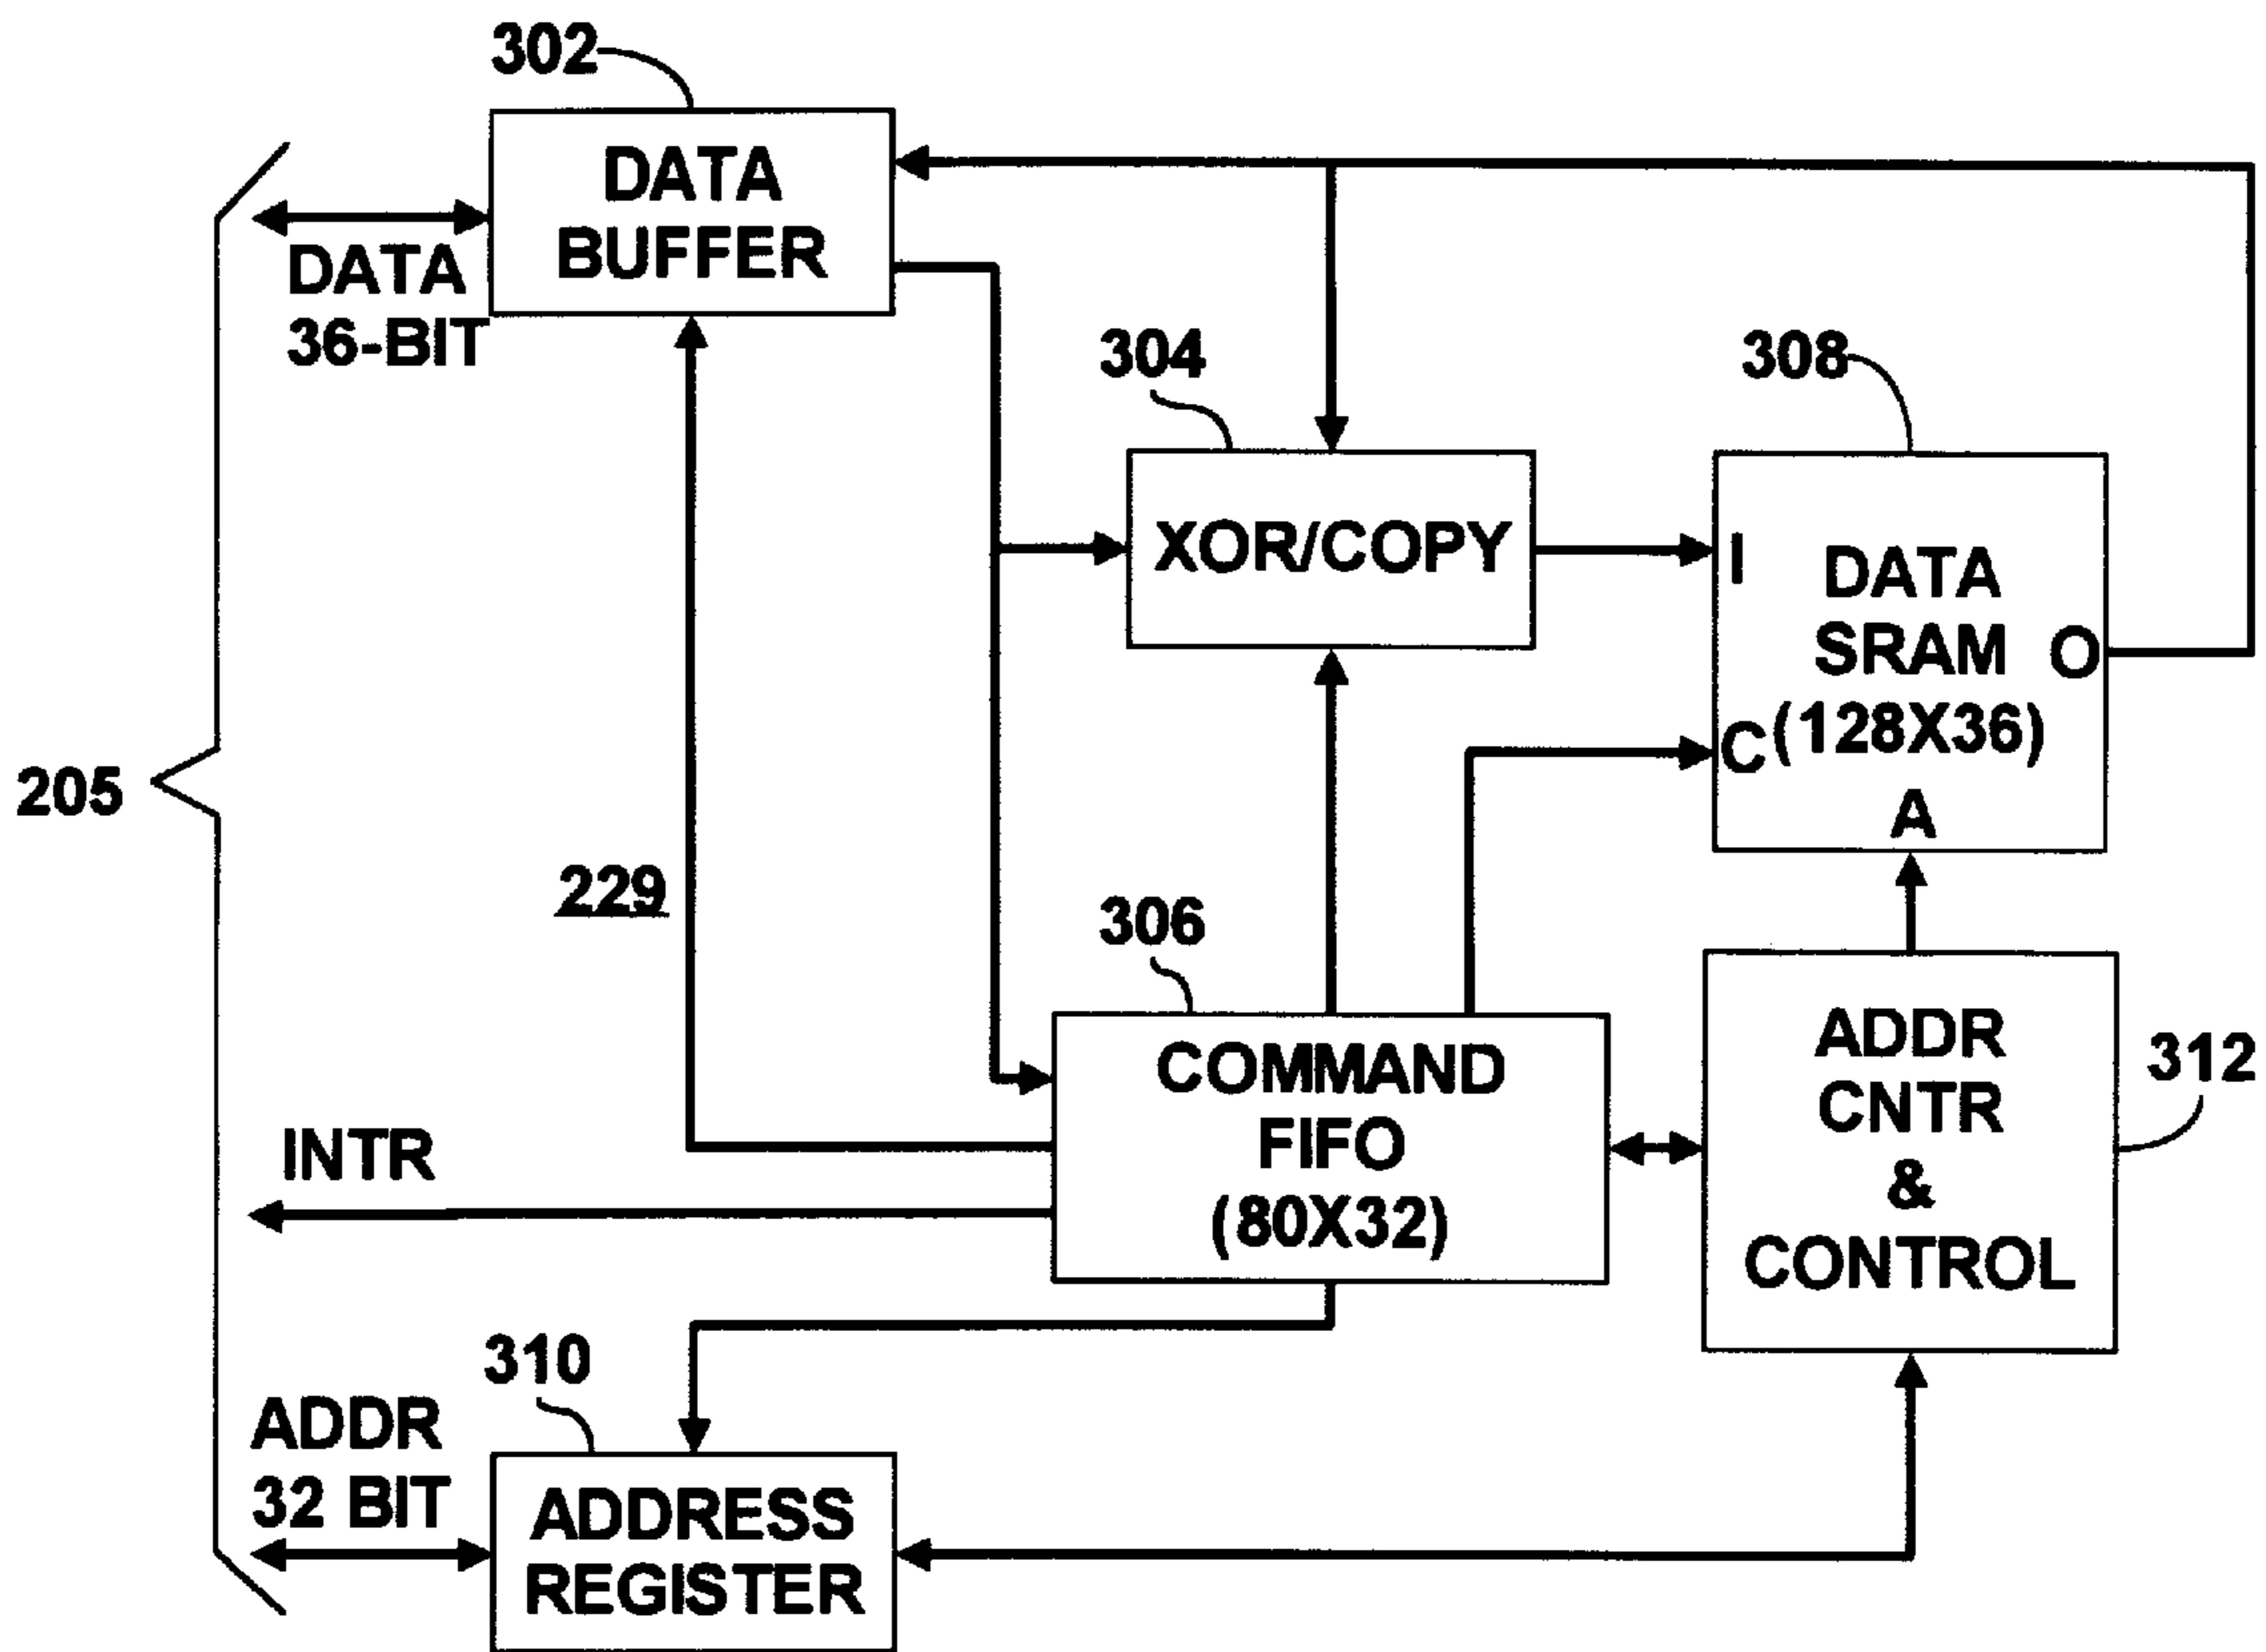 302
DATA
BUFFER
DATA
36-BIT
304
308
XOR/COPY
I
DATA
SRAM
O
C
(128X36)
A
205
229
306
COMMAND
FIFO
(80X32)
ADDR
CNTR
&
CONTROL
312
INTR
310
ADDR
32 BIT
ADDRESS
REGISTER